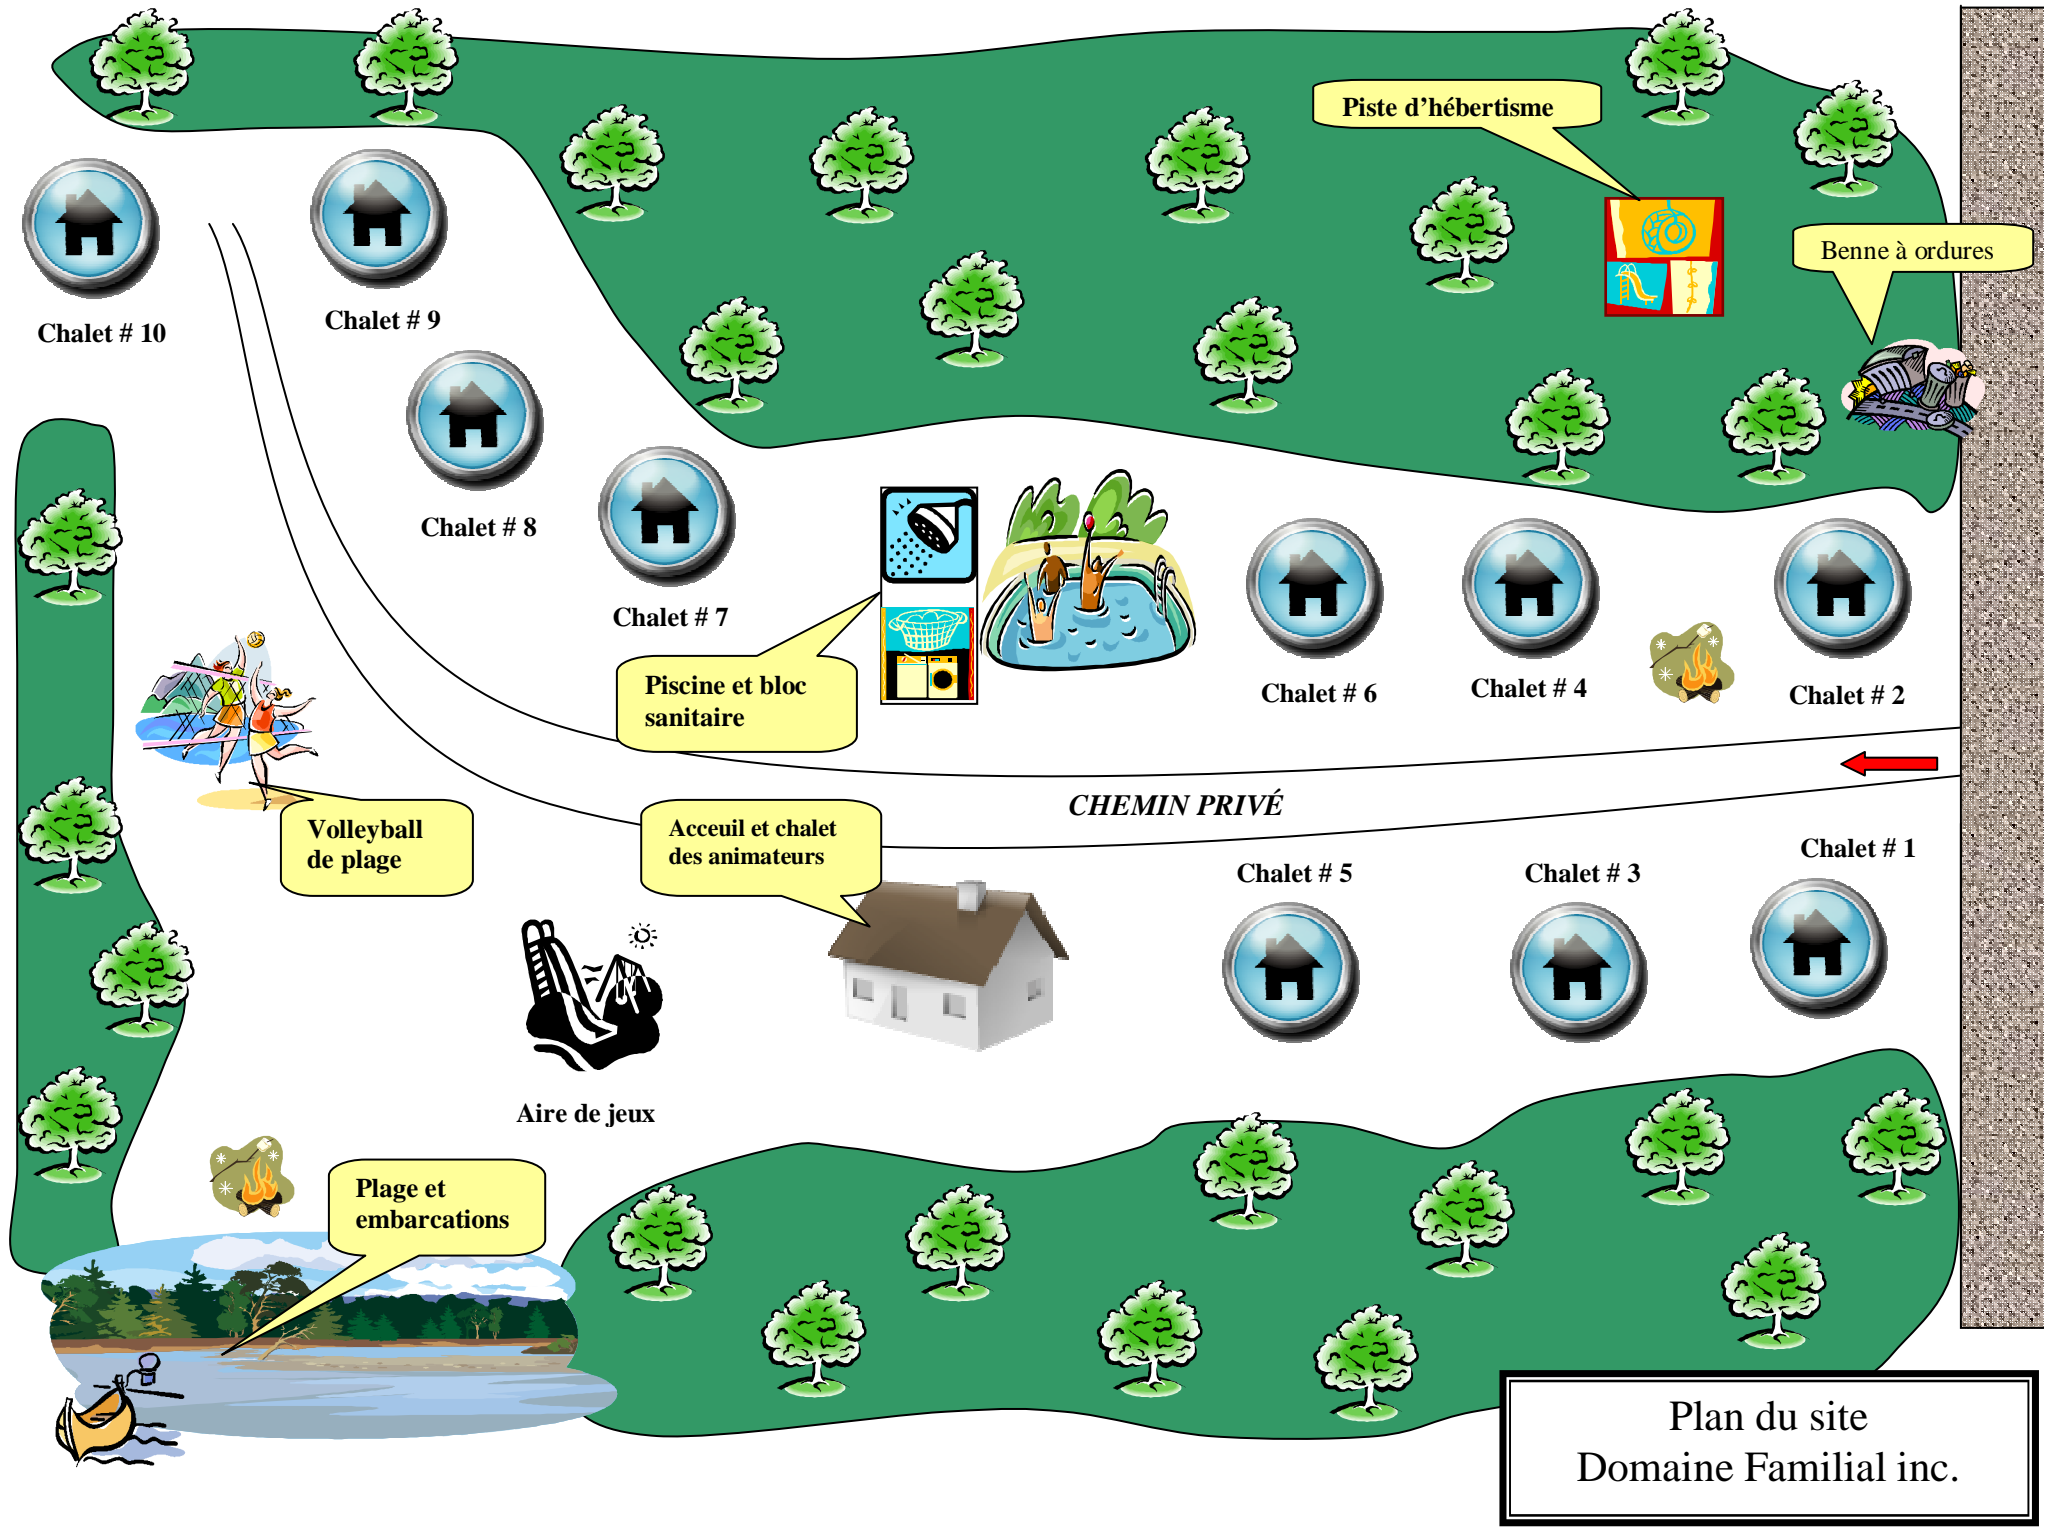 Piste d’hébertisme
Benne à ordures
Chalet # 10
Chalet # 9
Chalet # 8
Chalet # 7
Piscine et bloc
sanitaire
Chalet # 6
Chalet # 4
Chalet # 2
CHEMIN PRIVÉ
Volleyball
de plage
Acceuil et chalet
des animateurs
Chalet # 5
Chalet # 3
Chalet # 1
Aire de jeux
Plage et
embarcations
Plan du site
Domaine Familial inc.